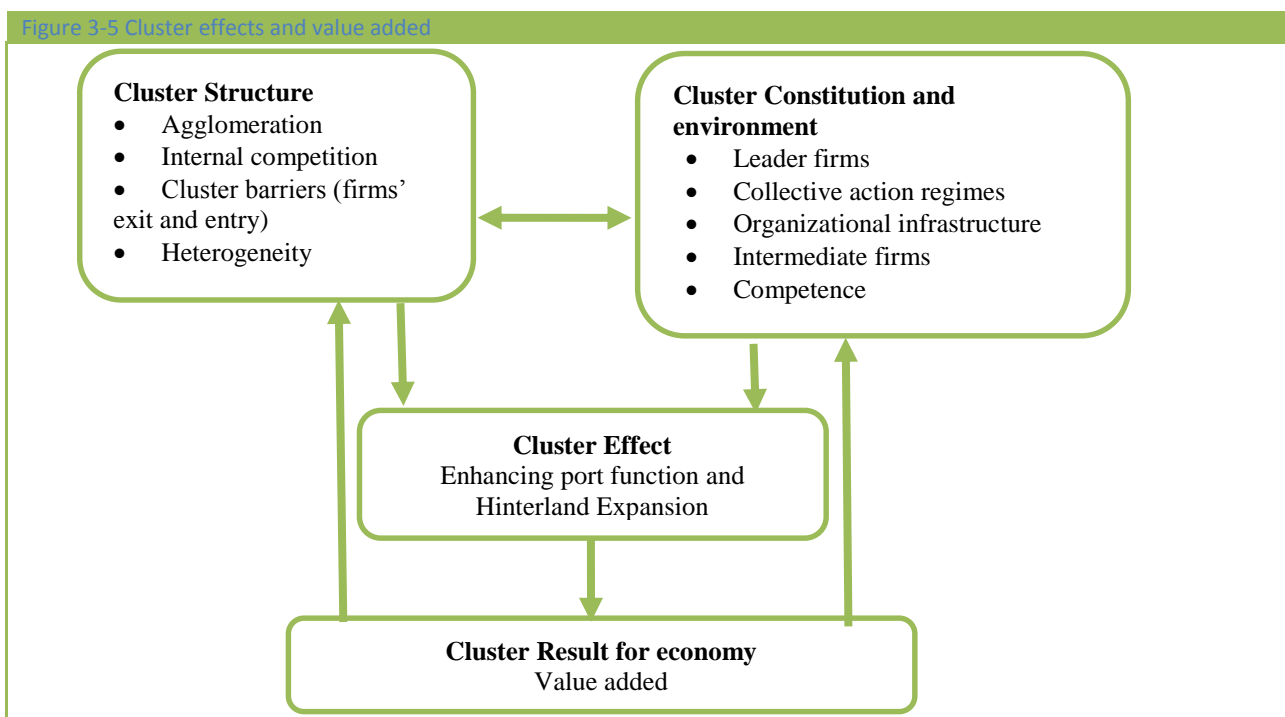 Figure 3-5 Cluster effects and value added
Cluster Structure
• Agglomeration
• Internal competition
• Cluster barriers (firms’
exit and entry)
• Heterogeneity
Cluster Constitution and
environment
• Leader firms
• Collective action regimes
• Organizational infrastructure
• Intermediate firms
• Competence
Cluster Effect
Enhancing port function and
Hinterland Expansion
Cluster Result for economy
Value added